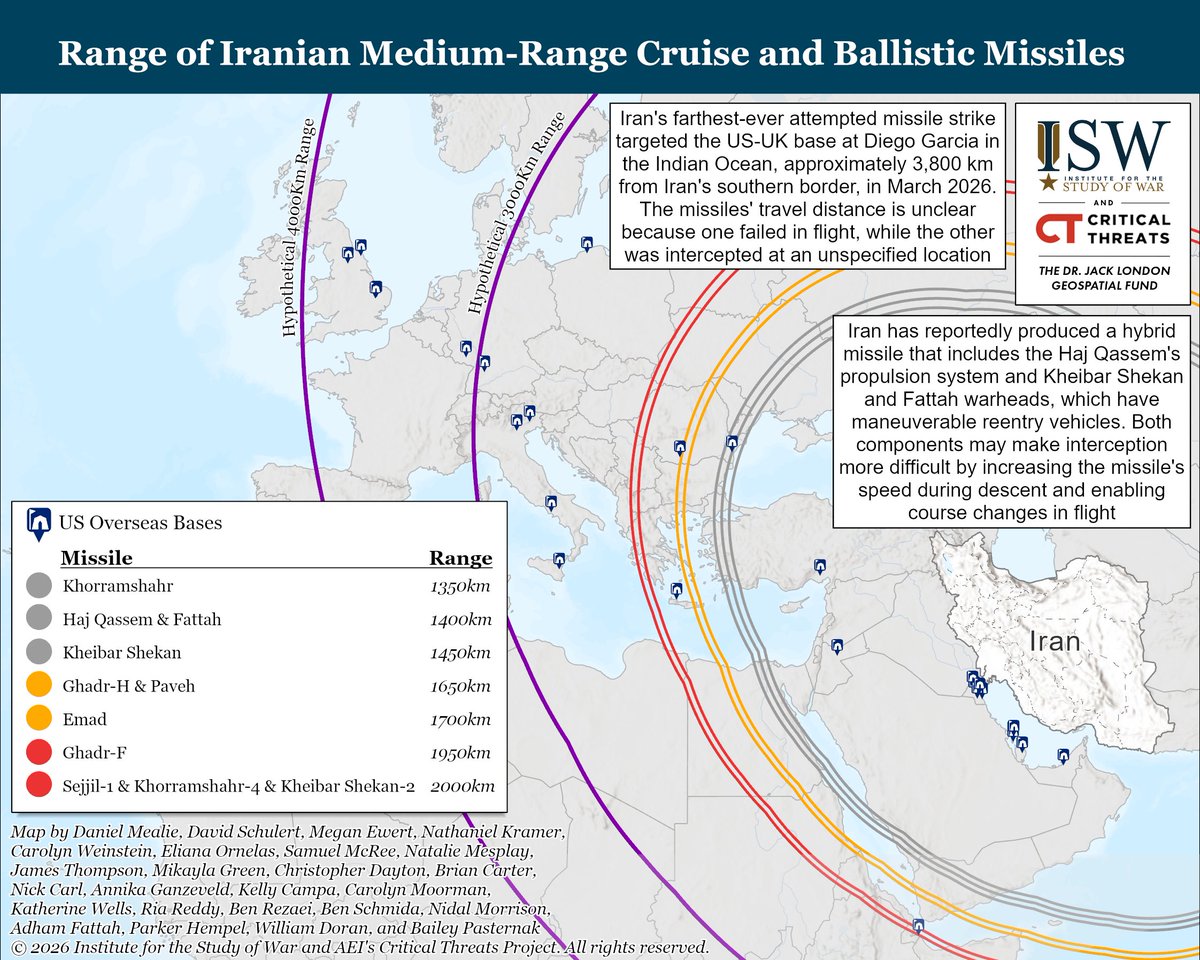 Range of Iranian Medium-Range Cruise and Ballistic Missiles
Hypothetical 4000Km Range
Hypothetical 3000Km Range
Iran's farthest-ever attempted missile strike
targeted the US-UK base at Diego Garcia in
the Indian Ocean, approximately 3,800 km
from Iran's southern border, in March 2026.
The missiles' travel distance is unclear
because one failed in flight, while the other
was intercepted at an unspecified location
ISW
INSTITUTE FOR THE
STUDY OF WAR
AND
CT CRITICAL
THREATS
THE DR. JACK LONDON
GEOSPATIAL FUND
Iran has reportedly produced a hybrid
missile that includes the Haj Qassem's
propulsion system and Kheibar Shekan
and Fattah warheads, which have
maneuverable reentry vehicles. Both
components may make interception
more difficult by increasing the missile's
speed during descent and enabling
course changes in flight
Iran
US Overseas Bases
Missile Range
Khorramshahr 1350km
Haj Qassem & Fattah 1400km
Kheibar Shekan 1450km
Ghadr-H & Paveh 1650km
Emad 1700km
Ghadr-F 1950km
Sejjil-1 & Khorramshahr-4 & Kheibar Shekan-2 2000km
Map by Daniel Mealie, David Schulert, Megan Ewert, Nathaniel Kramer,
Carolyn Weinstein, Eliana Ornelas, Samuel McRee, Natalie Mesplay,
James Thompson, Mikayla Green, Christopher Dayton, Brian Carter,
Nick Carl, Annika Ganzeveld, Kelly Campa, Carolyn Moorman,
Katherine Wells, Ria Reddy, Ben Rezaei, Ben Schmida, Nidal Morrison,
Adham Fattah, Parker Hempel, William Doran, and Bailey Pasternak
© 2026 Institute for the Study of War and AEI's Critical Threats Project. All rights reserved.